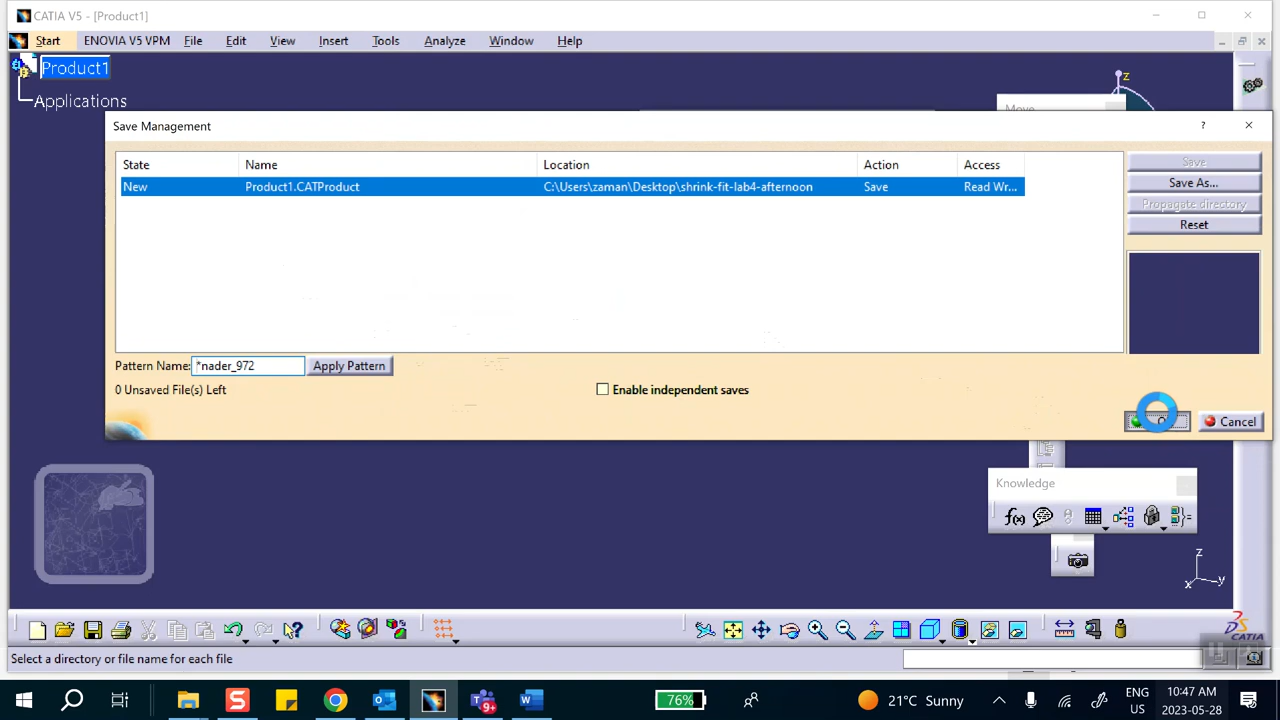 CATIA V5 - [Product1]
Start ENOVIA V5 VPM File Edit View Insert Tools Analyze Window Help
Product1
Applications
z
Save Management
State Name Location Action Access
New Product1.CATProduct C:\Users\zaman\Desktop\shrink-fit-lab4-afternoon Save Read Wr...
Save
Save As...
Propagate directory
Reset
Pattern Name: *nader_972 Apply Pattern
0 Unsaved File(s) Left
Enable independent saves
Cancel
Knowledge
f(x)
z
x y
CATIA
Select a directory or file name for each file
76%
21°C Sunny
ENG
US
10:47 AM
2023-05-28
9+